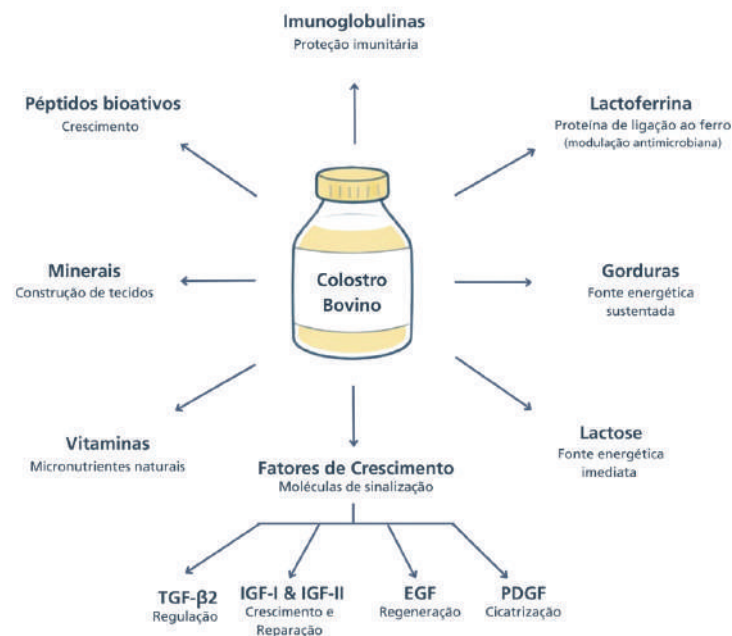 Imunoglobulinas
Proteção imunitária
Péptidos bioativos
Crescimento
Lactoferrina
Proteína de ligação ao ferro
(modulação antimicrobiana)
Colostro
Bovino
Minerais
Construção de tecidos
Gorduras
Fonte energética
sustentada
Vitaminas
Micronutrientes naturais
Fatores de Crescimento
Moléculas de sinalização
Lactose
Fonte energética
imediata
TGF-β2
Regulação
IGF-I & IGF-II
Crescimento e
Reparação
EGF
Regeneração
PDGF
Cicatrização